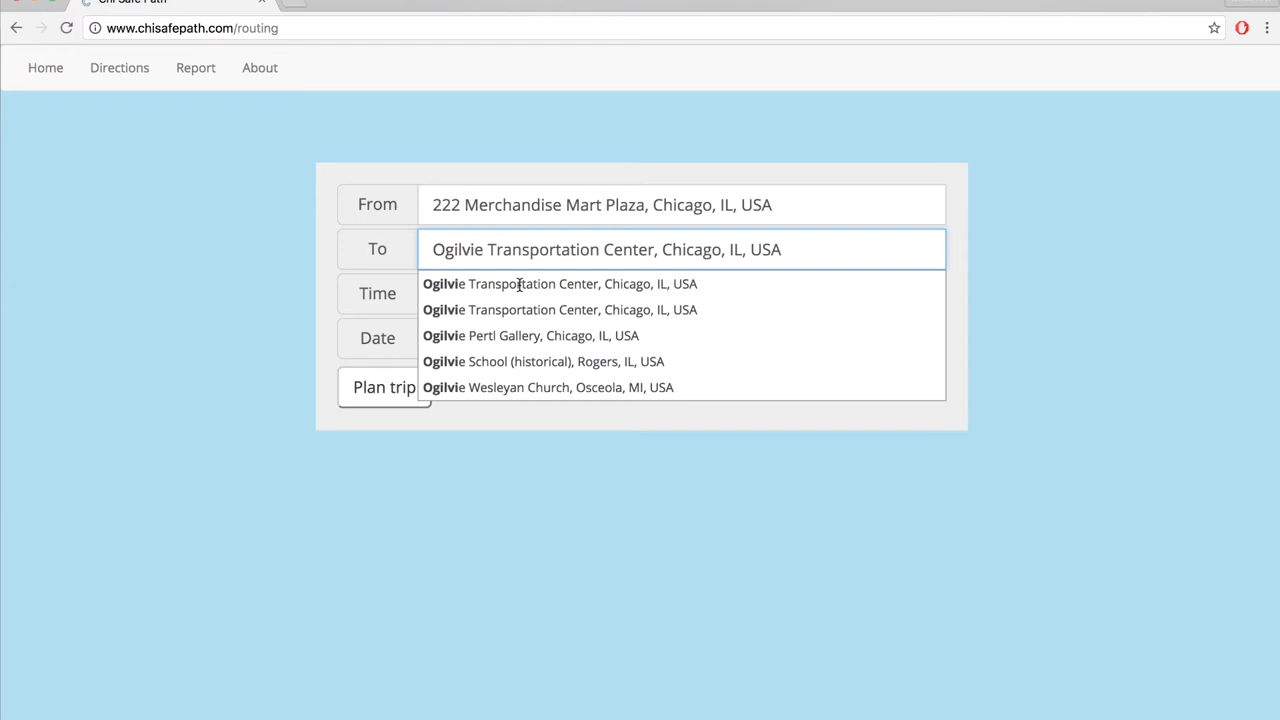 Chi Safe Path
www.chisafepath.com/routing
Home Directions Report About
From 222 Merchandise Mart Plaza, Chicago, IL, USA
To Ogilvie Transportation Center, Chicago, IL, USA
Ogilvie Transportation Center, Chicago, IL, USA
Time
Ogilvie Transportation Center, Chicago, IL, USA
Ogilvie Pertl Gallery, Chicago, IL, USA
Date
Ogilvie School (historical), Rogers, IL, USA
Plan trip
Ogilvie Wesleyan Church, Osceola, MI, USA